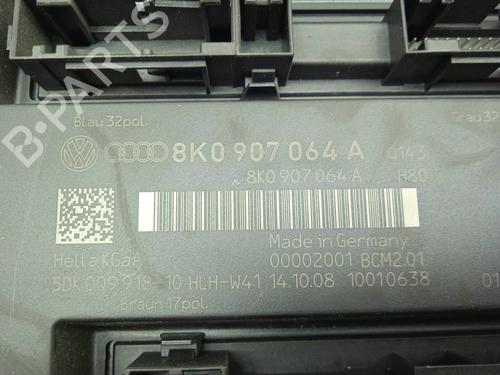 Blau 32pol.
Grau 32
8K0 907 064 A 0143
8K0 907 064 A H80
Made in Germany
Hella KGaA 00002001 BCM2.01
5DK 009 918-10 HLH-W41 14.10.08 10010638 01
Braun 17pol.
B-PARTS